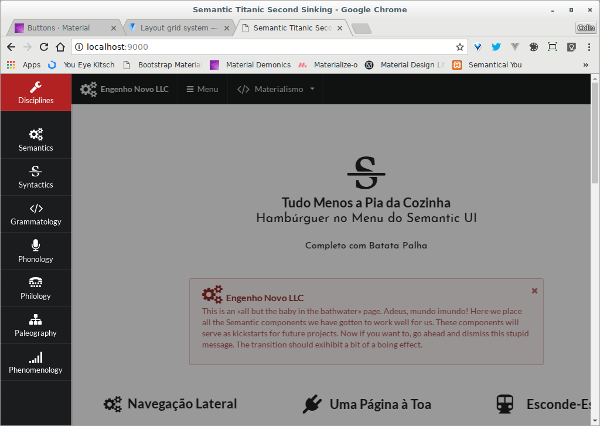 Semantic Titanic Second Sinking - Google Chrome
Buttons - Material
Layout grid system —
Semantic Titanic Seco
Colin
localhost:9000
Apps
You Eye Kitsch
Bootstrap Material
Material Demonics
Materialize-o
Material Design Li
Semantical You
»
Disciplines
Engenho Novo LLC
Menu
Materialismo
Semantics
Syntactics
Grammatology
Phonology
Philology
Paleography
Phenomenology
S
Tudo Menos a Pia da Cozinha
Hambúrguer no Menu do Semantic UI
Completo com Batata Palha
Engenho Novo LLC
This is an «all but the baby in the bathwater» page. Adeus, mundo imundo! Here we place
all the Semantic components we have gotten to work well for us. These components will
serve as kickstarts for future projects. Now if you want, go ahead and dismiss this stupid
message. The transition should exihibit a bit of a boing effect.
Navegação Lateral
Uma Página à Toa
Esconde-Es